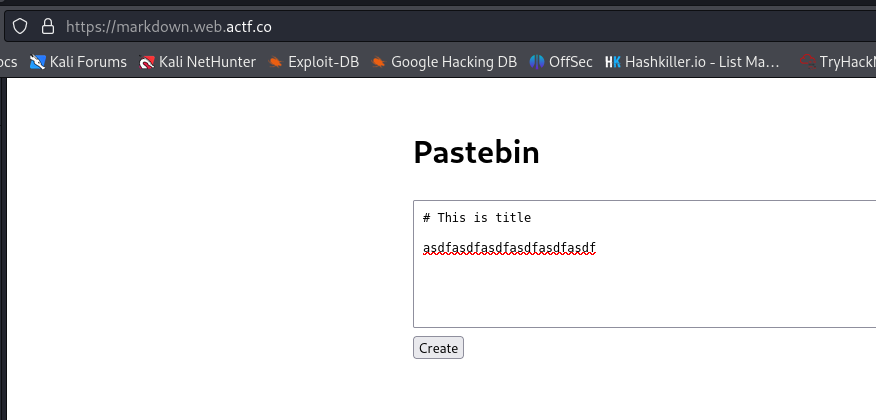 https://markdown.web.actf.co
ocs Kali Forums Kali NetHunter Exploit-DB Google Hacking DB OffSec HK Hashkiller.io - List Ma... TryHackM
Pastebin
# This is title
asdfasdfasdfasdfasdfasdf
Create